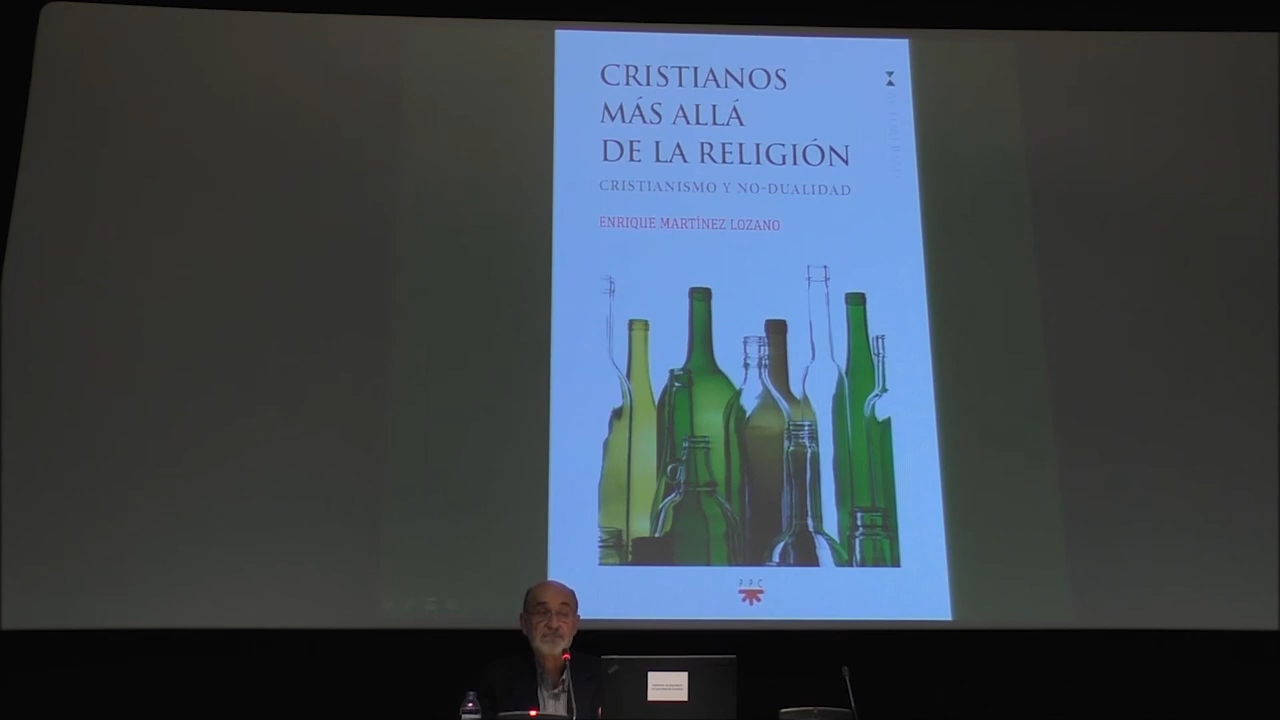 CRISTIANOS
MÁS ALLÁ
DE LA RELIGIÓN
CRISTIANISMO Y NO-DUALIDAD
ENRIQUE MARTÍNEZ LOZANO
PPC